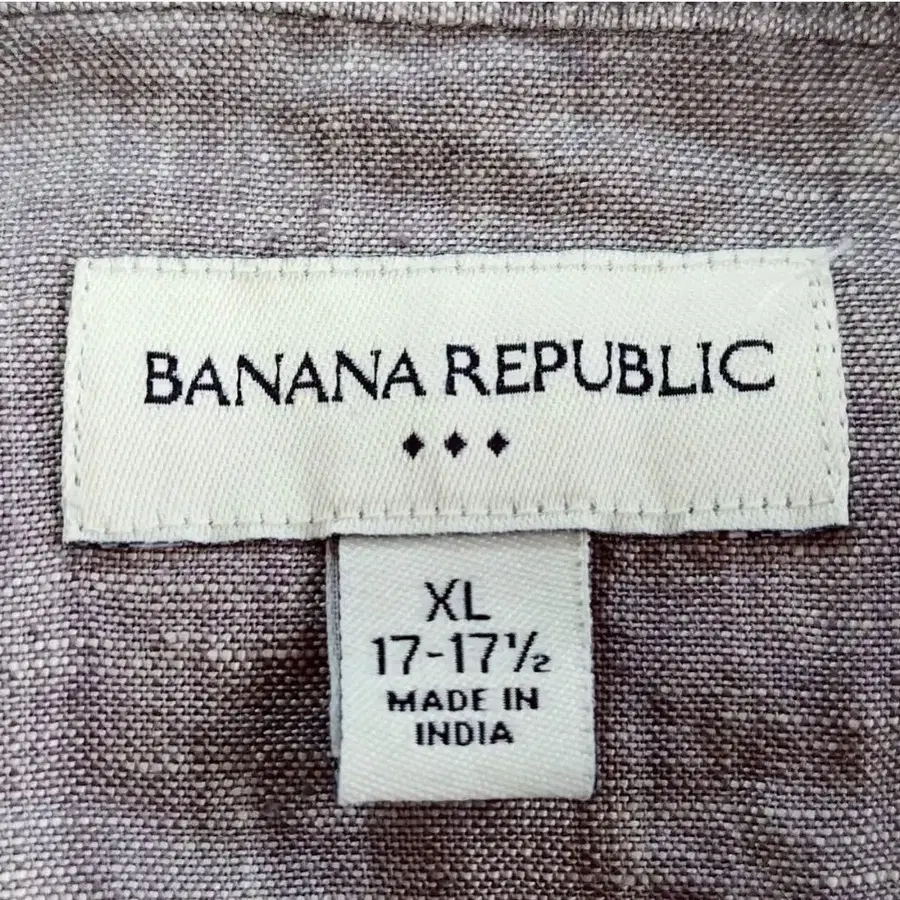 BANANA REPUBLIC
XL
17-17½
MADE IN
INDIA